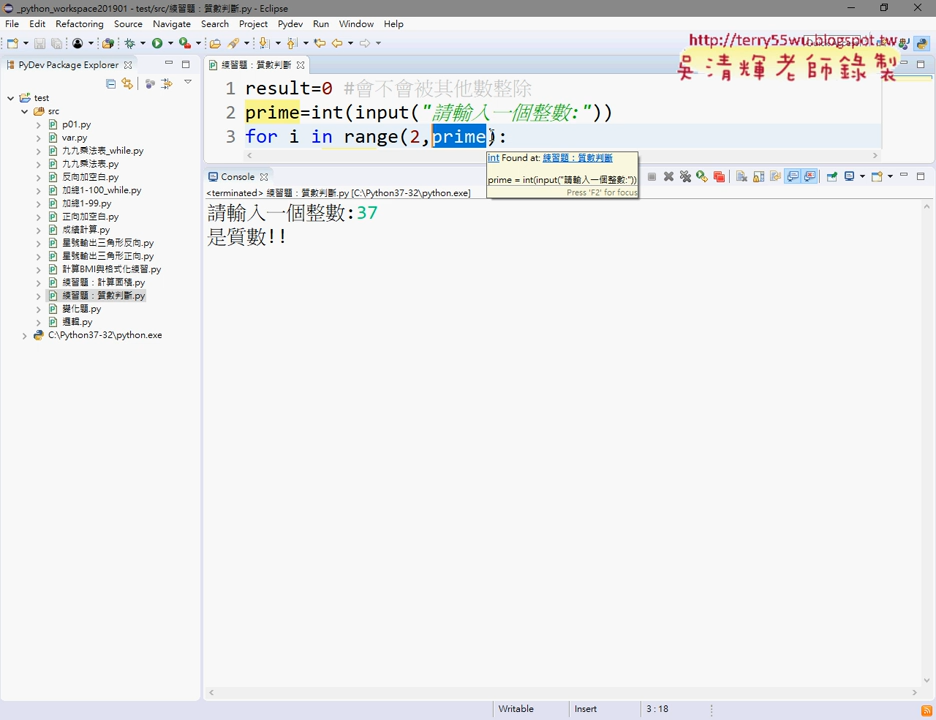 _python_workspace201901 - test/src/練習題：質數判斷.py - Eclipse
File Edit Refactoring Source Navigate Search Project Pydev Run Window Help
http://terry55wu.blogspot.tw
吳清輝老師錄製
PyDev Package Explorer
練習題：質數判斷
test
src
p01.py
var.py
九九乘法表_while.py
九九乘法表.py
反向加空白.py
加總1-100_while.py
加總1-99.py
正向加空白.py
成績計算.py
星號輸出三角形反向.py
星號輸出三角形正向.py
計算BMI與格式化練習.py
練習題：計算面積.py
練習題：質數判斷.py
變化題.py
邏輯.py
C:\Python37-32\python.exe
1 result=0 #會不會被其他數整除
2 prime=int(input("請輸入一個整數:"))
3 for i in range(2,prime):
int Found at: 練習題：質數判斷
prime = int(input("請輸入一個整數:"))
Press 'F2' for focus
Console
<terminated> 練習題：質數判斷.py [C:\Python37-32\python.exe]
請輸入一個整數:37
是質數!!
Writable Insert 3 : 18